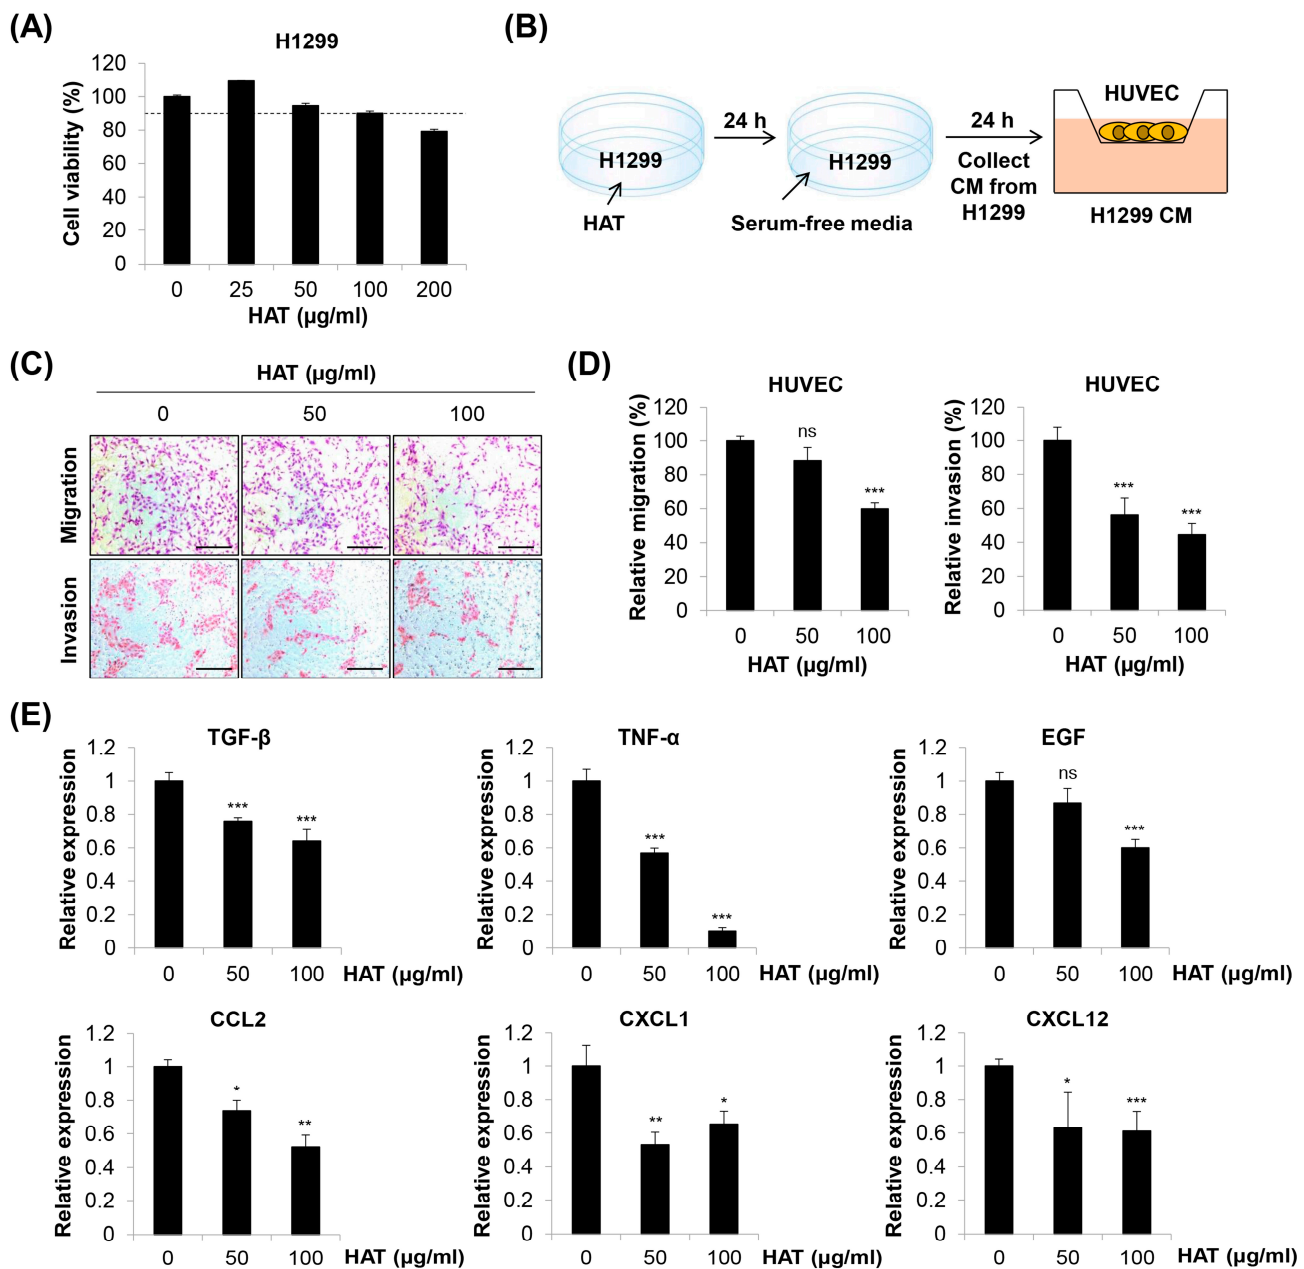 (A)
H1299
Cell viability (%)
120
100
80
60
40
20
0
0 25 50 100 200
HAT (µg/ml)
(B)
H1299
HAT
24 h
H1299
Serum-free media
24 h
Collect
CM from
H1299
HUVEC
H1299 CM
(C)
HAT (µg/ml)
0 50 100
Migration
Invasion
(D)
HUVEC
Relative migration (%)
120
100
80
60
40
20
0
ns
***
0 50 100
HAT (µg/ml)
HUVEC
Relative invasion (%)
120
100
80
60
40
20
0
***
***
0 50 100
HAT (µg/ml)
(E)
TGF-β
Relative expression
1.2
1
0.8
0.6
0.4
0.2
0
***
***
0 50 100 HAT (µg/ml)
TNF-α
Relative expression
1.2
1
0.8
0.6
0.4
0.2
0
***
***
0 50 100 HAT (µg/ml)
EGF
Relative expression
1.2
1
0.8
0.6
0.4
0.2
0
ns
***
0 50 100 HAT (µg/ml)
CCL2
Relative expression
1.2
1
0.8
0.6
0.4
0.2
0
*
**
0 50 100 HAT (µg/ml)
CXCL1
Relative expression
1.2
1
0.8
0.6
0.4
0.2
0
**
*
0 50 100 HAT (µg/ml)
CXCL12
Relative expression
1.2
1
0.8
0.6
0.4
0.2
0
*
***
0 50 100 HAT (µg/ml)